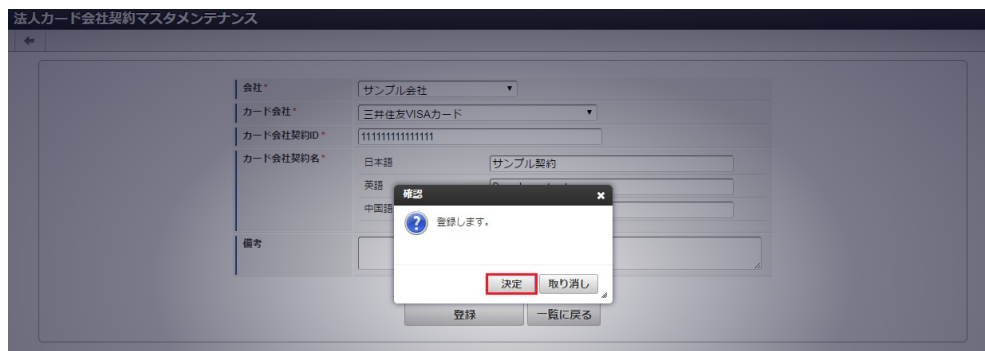 法人カード会社契約マスタメンテナンス
会社* サンプル会社
カード会社* 三井住友VISAカード
カード会社契約ID* 111111111111111
カード会社契約名* 日本語 サンプル契約
英語
中国語
備考
確認
登録します。
決定 取り消し
登録 一覧に戻る